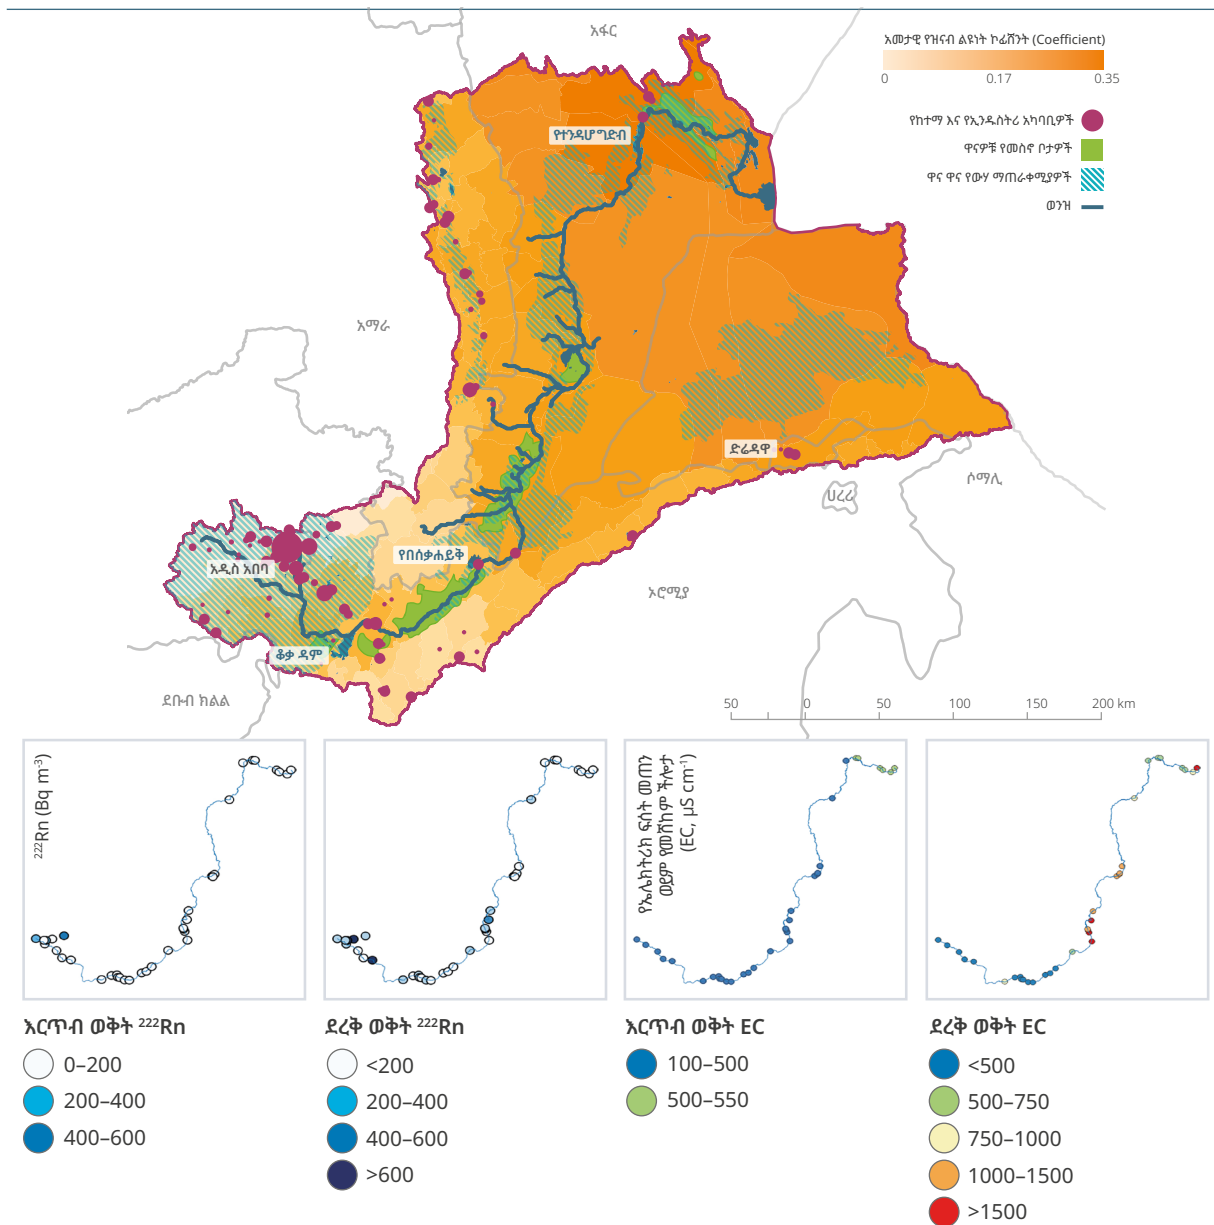 አፋር
አመታዊ የዝናብ ልዩነት ኮፊሸንት (Coefficient)
0 0.17 0.35
የከተማ እና የኢንዱስትሪ አካባቢዎች
ዋናዎቹ የመስኖ ቦታዎች
ዋና ዋና የውሃ ማጠራቀሚያዎች
ወንዝ
የተንዳሆ ግድብ
አማራ
ድሬዳዋ
ሶማሊ
ሀረሪ
የበሰቃሐይቅ
አዲስ አበባ
ኦሮሚያ
ቆቃ ዳም
ደቡብ ክልል
50 0 50 100 150 200 km
²²²Rn (Bq m⁻³)
የኤሌክትሪክ ፍሰት መጠን
ወይም የመሸከም ችሎታ
(EC, µS cm⁻¹)
እርጥብ ወቅት ²²²Rn
0–200
200–400
400–600
ደረቅ ወቅት ²²²Rn
<200
200–400
400–600
>600
እርጥብ ወቅት EC
100–500
500–550
ደረቅ ወቅት EC
<500
500–750
750–1000
1000–1500
>1500